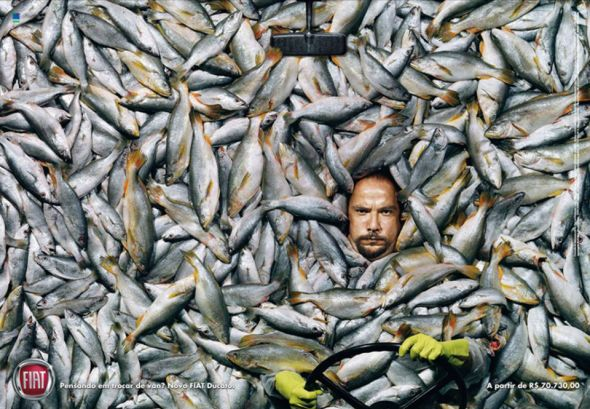 FIAT
Pensando em trocar de van? Novo FIAT Ducato.
A partir de R$ 70.730,00